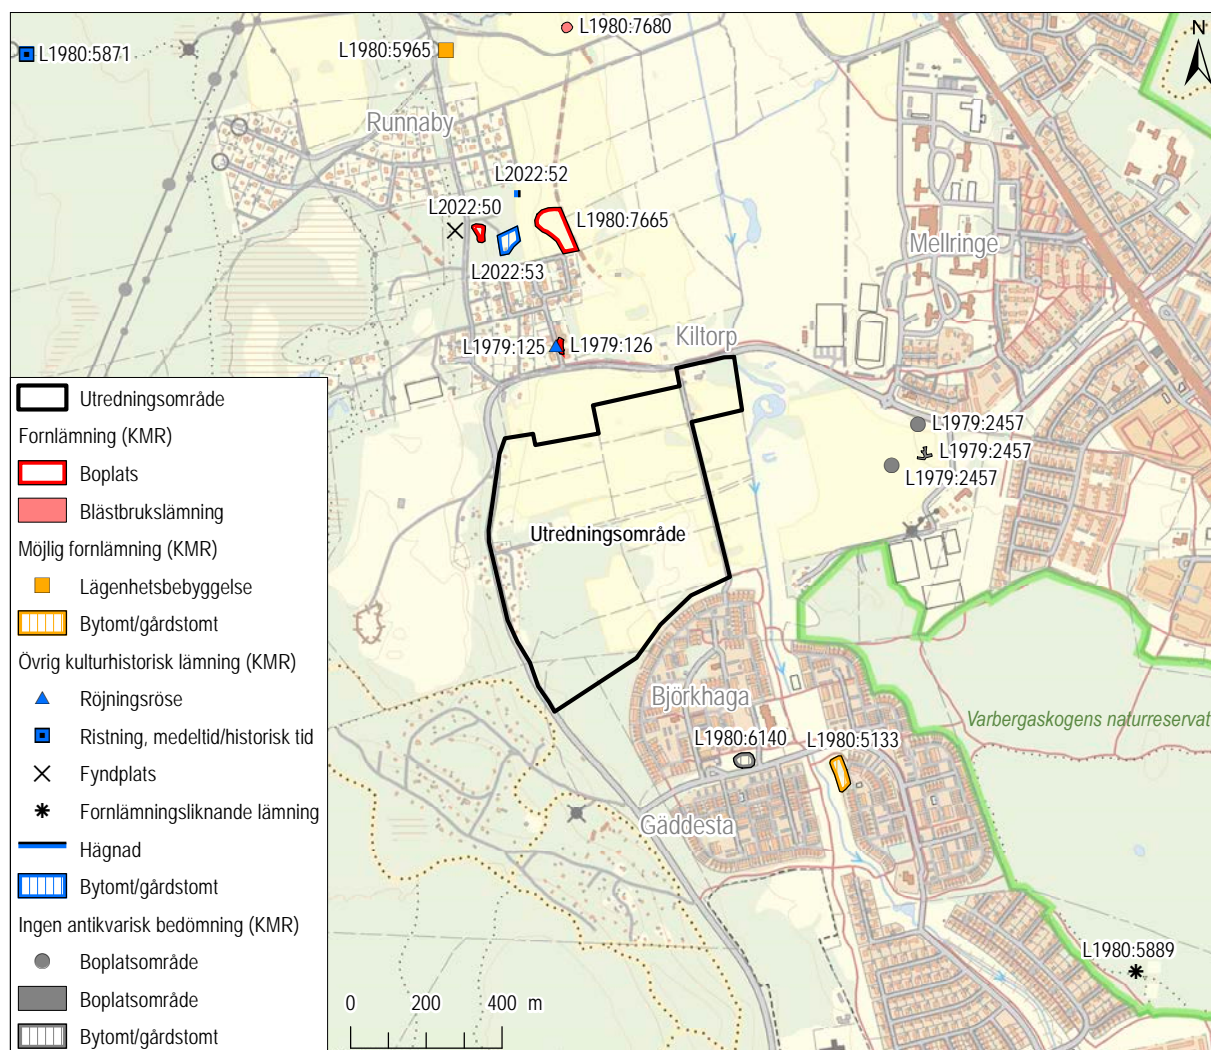 L1980:7680
N
L1980:5871
L1980:5965
Runnaby
L2022:52
L2022:50
L1980:7665
L2022:53
Mellringe
Kiltorp
L1979:125
L1979:126
L1979:2457
L1979:2457
L1979:2457
Utredningsområde
Björkhaga
Varbergaskogens naturreservat
L1980:6140
L1980:5133
Gäddesta
L1980:5889
0 200 400 m
Utredningsområde
Fornlämning (KMR)
Boplats
Blästbrukslämning
Möjlig fornlämning (KMR)
Lägenhetsbebyggelse
Bytomt/gårdstomt
Övrig kulturhistorisk lämning (KMR)
Röjningsröse
Ristning, medeltid/historisk tid
Fyndplats
Fornlämningsliknande lämning
Hägnad
Bytomt/gårdstomt
Ingen antikvarisk bedömning (KMR)
Boplatsområde
Boplatsområde
Bytomt/gårdstomt